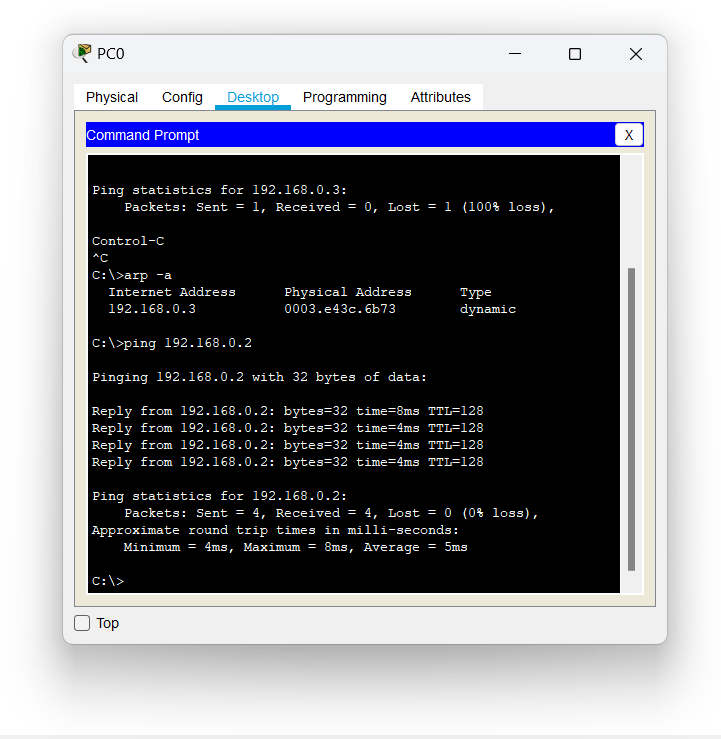 PC0
Physical Config Desktop Programming Attributes
Command Prompt X
Ping statistics for 192.168.0.3:
Packets: Sent = 1, Received = 0, Lost = 1 (100% loss),
Control-C
^C
C:\>arp -a
Internet Address Physical Address Type
192.168.0.3 0003.e43c.6b73 dynamic
C:\>ping 192.168.0.2
Pinging 192.168.0.2 with 32 bytes of data:
Reply from 192.168.0.2: bytes=32 time=8ms TTL=128
Reply from 192.168.0.2: bytes=32 time=4ms TTL=128
Reply from 192.168.0.2: bytes=32 time=4ms TTL=128
Reply from 192.168.0.2: bytes=32 time=4ms TTL=128
Ping statistics for 192.168.0.2:
Packets: Sent = 4, Received = 4, Lost = 0 (0% loss),
Approximate round trip times in milli-seconds:
Minimum = 4ms, Maximum = 8ms, Average = 5ms
C:\>
Top